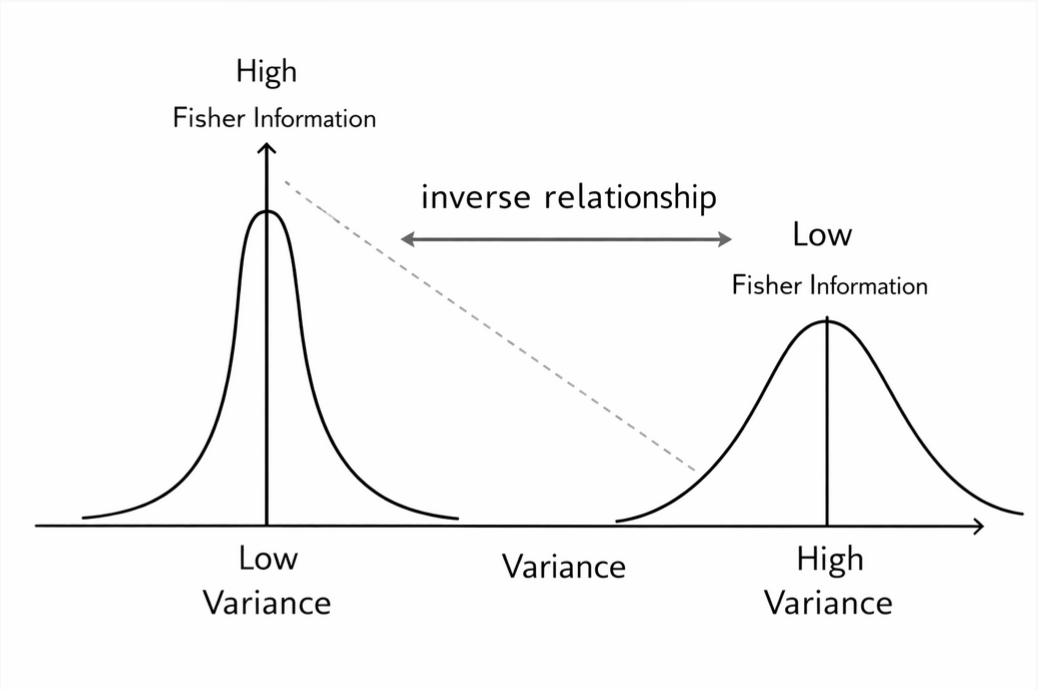 High
Fisher Information
inverse relationship
Low
Fisher Information
Low
Variance
Variance
High
Variance